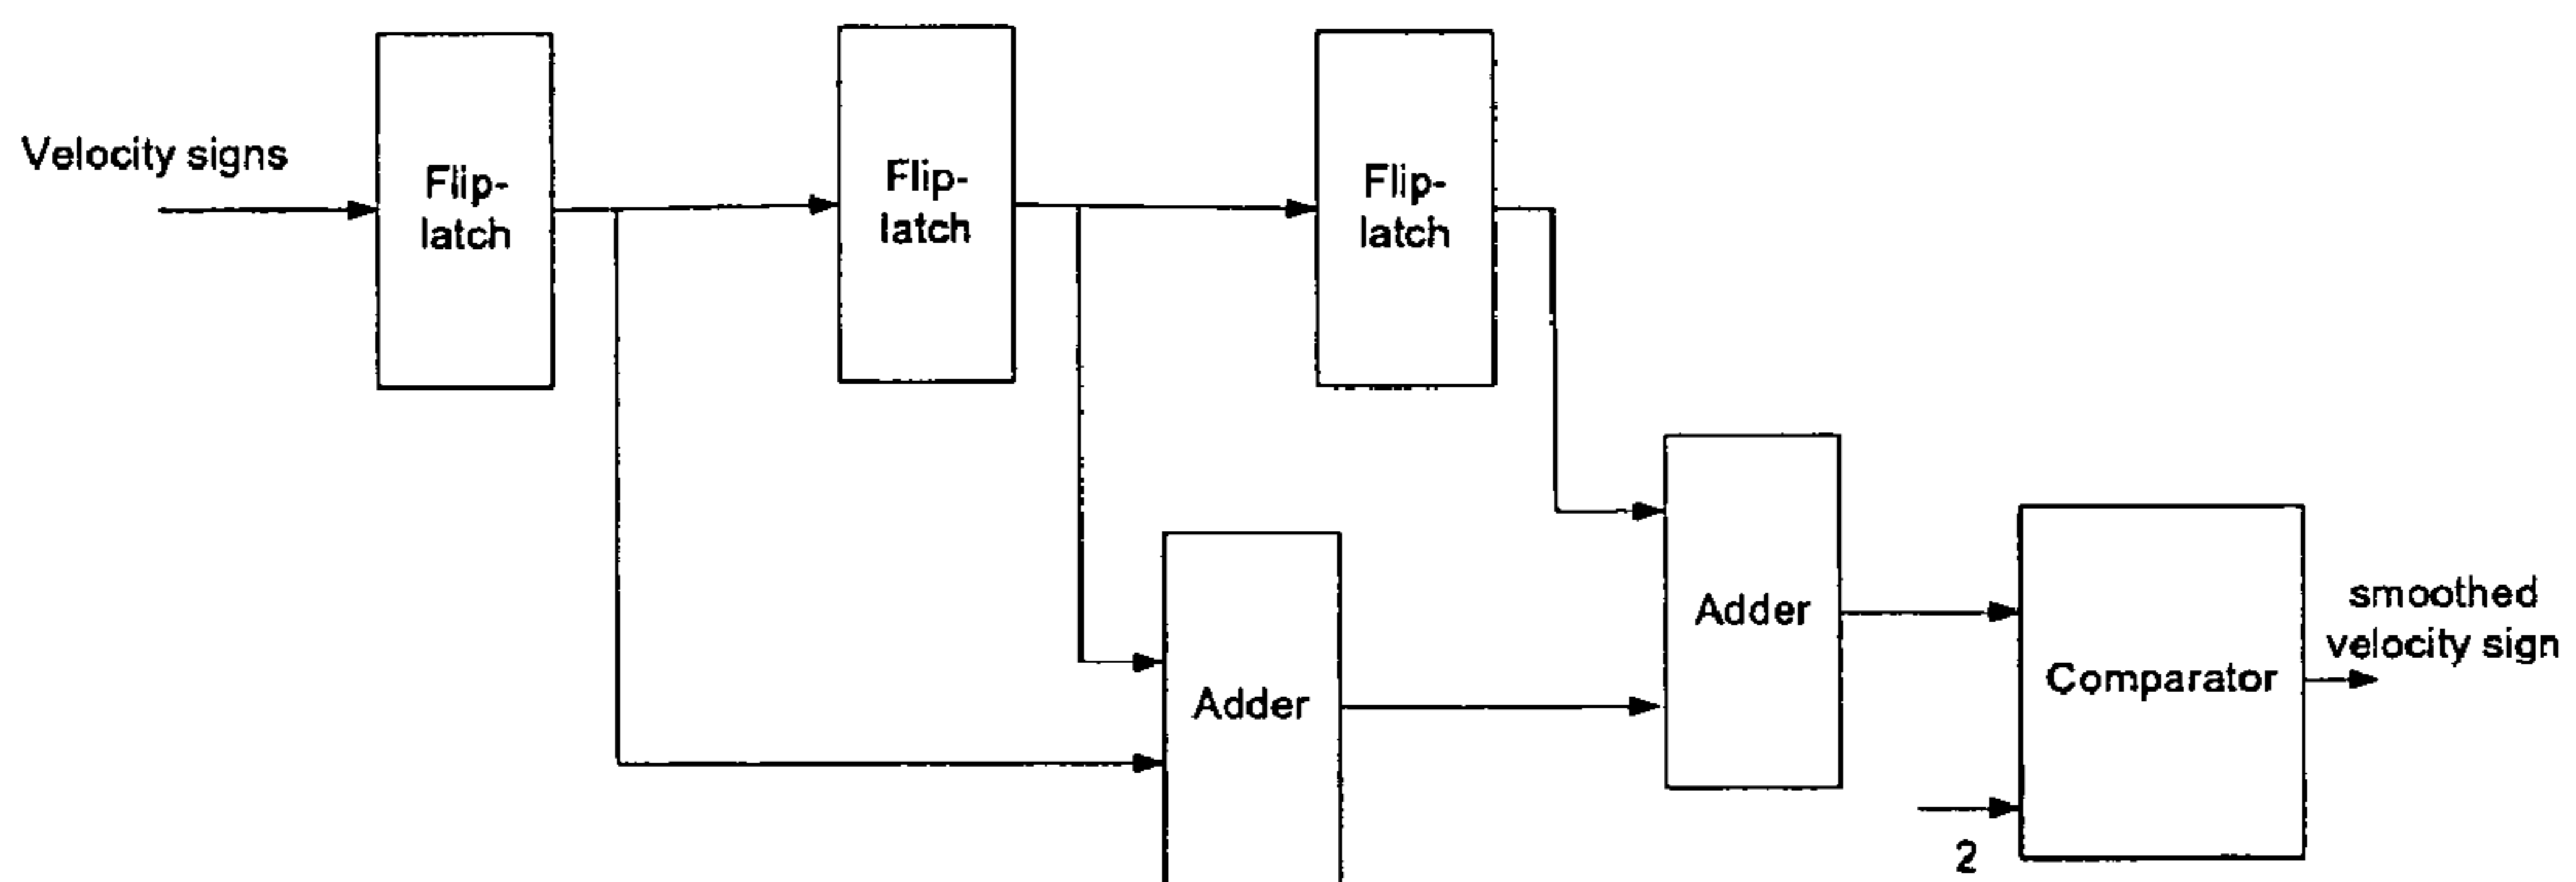 Velocity signs
Flip-
latch
Flip-
latch
Flip-
latch
Adder
Adder
Comparator
2
smoothed
velocity sign